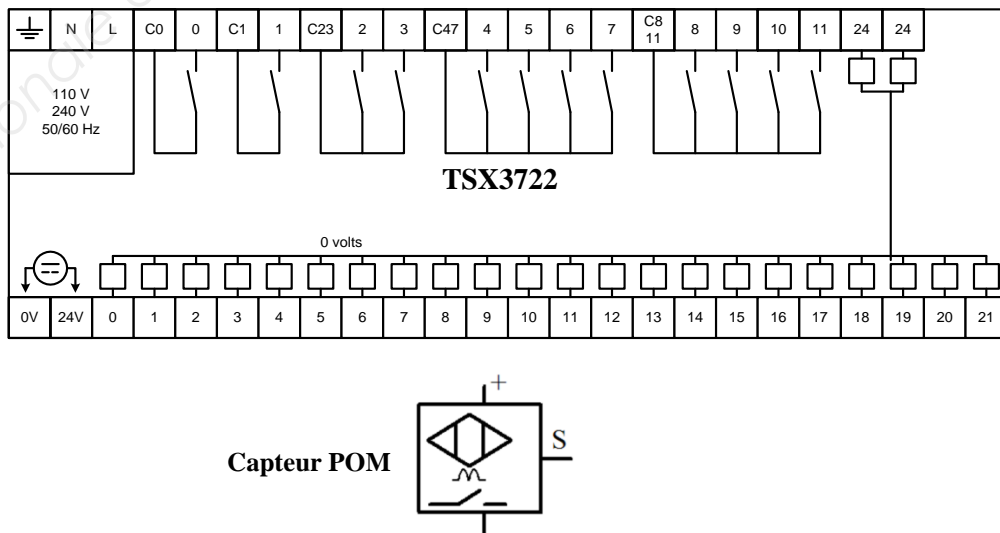 N L C0 0 C1 1 C23 2 3 C47 4 5 6 7 C8 11 8 9 10 11 24 24
110 V
240 V
50/60 Hz
TSX3722
0 volts
0V 24V 0 1 2 3 4 5 6 7 8 9 10 11 12 13 14 15 16 17 18 19 20 21
+
Capteur POM
S